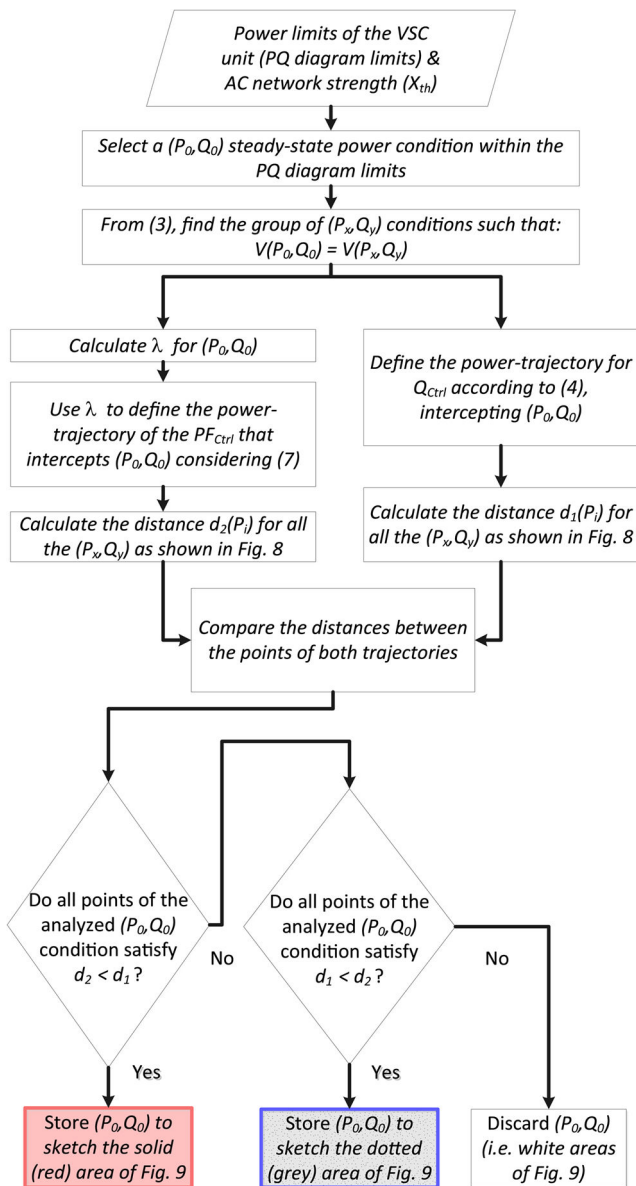 Power limits of the VSC
unit (PQ diagram limits) &
AC network strength (Xth)
Select a (P0,Q0) steady-state power condition within the
PQ diagram limits
From (3), find the group of (Px,Qy) conditions such that:
V(P0,Q0) = V(Px,Qy)
Calculate λ for (P0,Q0)
Use λ to define the power-
trajectory of the PFCtrl that
intercepts (P0,Q0) considering (7)
Calculate the distance d2(Pi) for all
the (Px,Qy) as shown in Fig. 8
Define the power-trajectory for
QCtrl according to (4),
intercepting (P0,Q0)
Calculate the distance d1(Pi) for
all the (Px,Qy) as shown in Fig. 8
Compare the distances between
the points of both trajectories
Do all points of the
analyzed (P0,Q0)
condition satisfy
d2 < d1?
No
Yes
Do all points of the
analyzed (P0,Q0)
condition satisfy
d1 < d2?
No
Yes
Store (P0,Q0) to
sketch the solid
(red) area of Fig. 9
Store (P0,Q0) to
sketch the dotted
(grey) area of Fig. 9
Discard (P0,Q0)
(i.e. white areas
of Fig. 9)